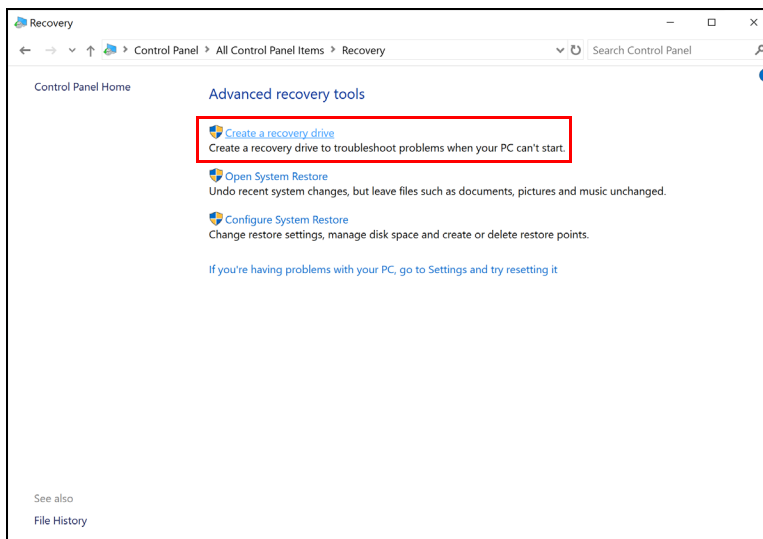 Recovery
Control Panel > All Control Panel Items > Recovery
Search Control Panel
Control Panel Home
Advanced recovery tools
Create a recovery drive
Create a recovery drive to troubleshoot problems when your PC can't start.
Open System Restore
Undo recent system changes, but leave files such as documents, pictures and music unchanged.
Configure System Restore
Change restore settings, manage disk space and create or delete restore points.
If you're having problems with your PC, go to Settings and try resetting it
See also
File History